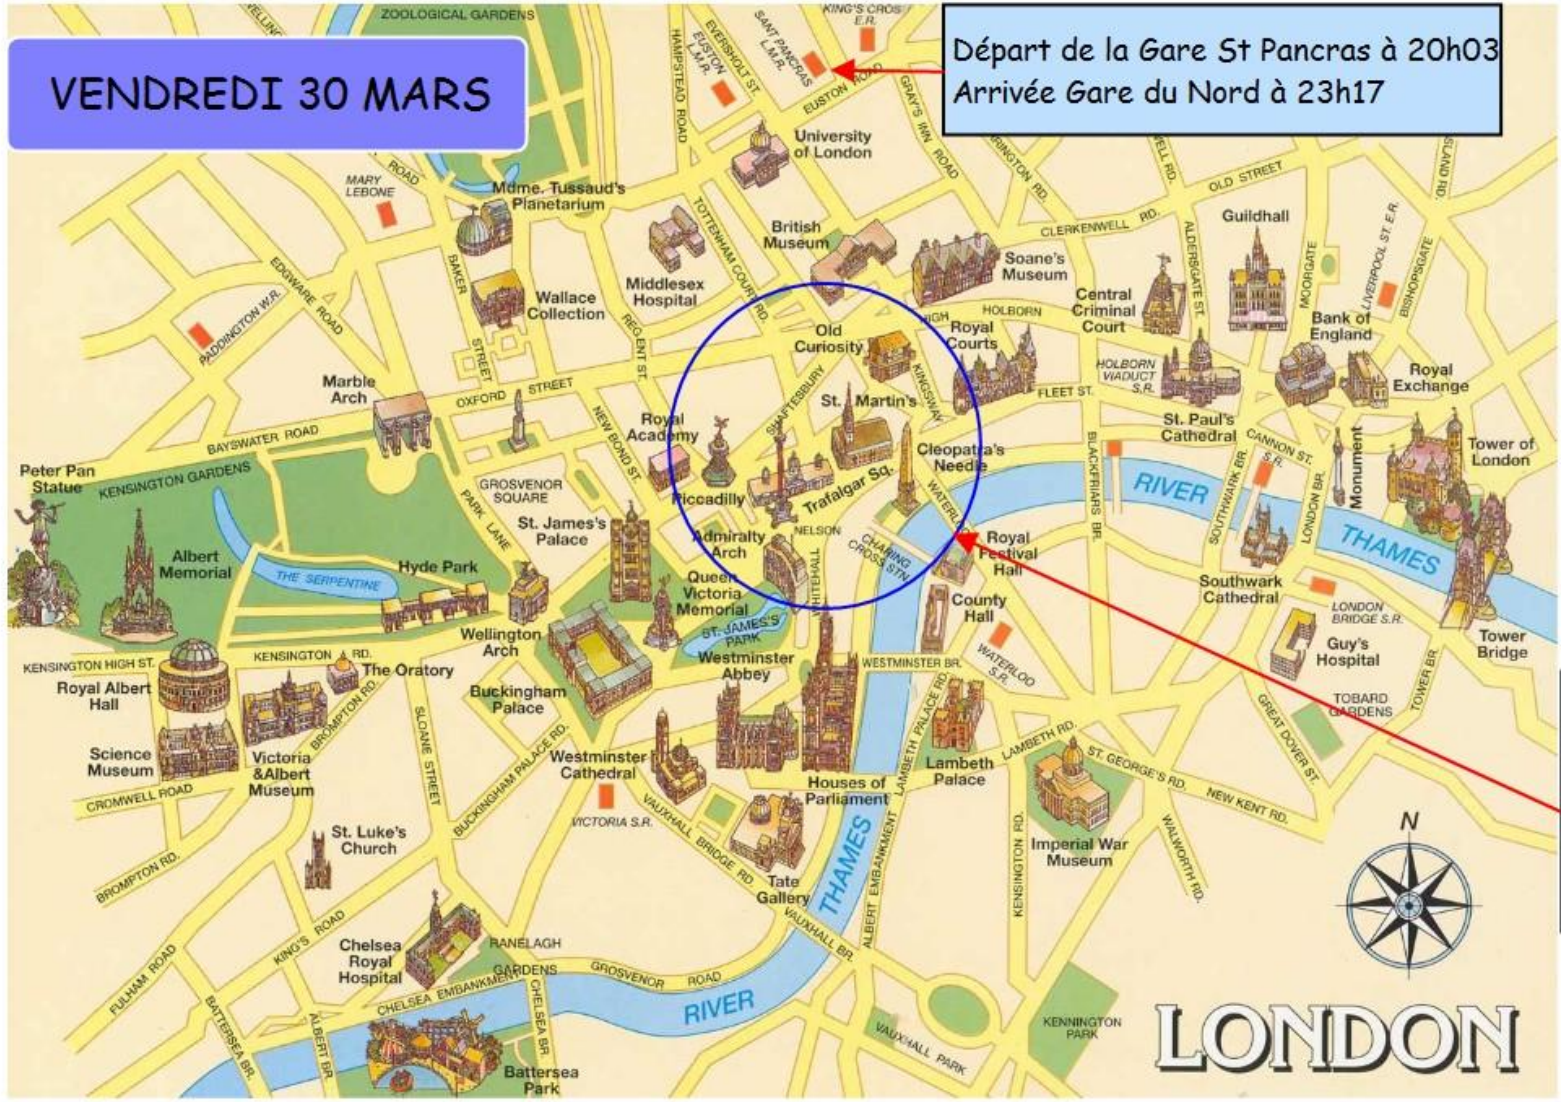 ZOOLOGICAL GARDENS
VENDREDI 30 MARS
HAMPSTEAD ROAD
EVERSHOLT ST.
EUSTON
L.M.R.
SANT PANCRAS
L.M.R.
KING'S CROS
E.R.
EUSTON ROAD
GRAY'S INN ROAD
Départ de la Gare St Pancras à 20h03
Arrivée Gare du Nord à 23h17
University
of London
MARY
LEBONE
ROAD
Mdme. Tussaud's
Planetarium
OLD STREET
CLERKENWELL RD.
Guildhall
British
Museum
Soane's
Museum
Middlesex
Hospital
TOTTENHAM COURT RD.
BAKER
STREET
Wallace
Collection
EDGWARE ROAD
PADDINGTON W.R.
REGENT ST.
Central
Criminal
Court
ALDERSGATE ST.
MOORGATE
LIVERPOOL ST. E.R.
BISHOPSGATE
Bank of
England
Old
Curiosity
HIGH HOLBORN
Royal
Courts
HOLBORN
VIADUCT
S.R.
Royal
Exchange
Marble
Arch
OXFORD STREET
KINGSWAY
FLEET ST.
SHAFTESBURY
St. Martin's
St. Paul's
Cathedral
BAYSWATER ROAD
NEW BOND ST.
Royal
Academy
Cleopatra's
Needle
CANNON ST.
S.R.
Monument
Tower of
London
Peter Pan
Statue
KENSINGTON GARDENS
GROSVENOR
SQUARE
PARK LANE
Piccadilly
Trafalgar Sq.
NELSON
BLACKFRIARS BR.
RIVER
SOUTHWARK BR.
LONDON BR.
THAMES
St. James's
Palace
Admiralty
Arch
WHITEHALL
CHARING
CROSS STN.
Royal
Festival
Hall
Albert
Memorial
THE SERPENTINE
Hyde Park
Queen
Victoria
Memorial
ST. JAMES'S
PARK
County
Hall
Southwark
Cathedral
LONDON
BRIDGE S.R.
Wellington
Arch
Guy's
Hospital
Tower
Bridge
KENSINGTON HIGH ST.
KENSINGTON RD.
The Oratory
Westminster
Abbey
WESTMINSTER BR.
WATERLOO
S.R.
Royal Albert
Hall
BROMPTON RD.
SLOANE STREET
Buckingham
Palace
BUCKINGHAM PALACE RD.
LAMBETH PALACE RD.
TOBARD
GARDENS
TOWER BR.
GREAT DOVER ST.
Science
Museum
Victoria
&Albert
Museum
Westminster
Cathedral
Houses of
Parliament
Lambeth
Palace
LAMBETH RD.
ST. GEORGE'S RD.
NEW KENT RD.
CROMWELL ROAD
VICTORIA S.R.
VAUXHALL BRIDGE RD.
St. Luke's
Church
THAMES
ALBERT EMBANKMENT
KENSINGTON RD.
Imperial War
Museum
WALWORTH RD.
N
BROMPTON RD.
Tate
Gallery
VAUXHALL BR.
KING'S ROAD
FULHAM ROAD
Chelsea
Royal
Hospital
RANELAGH
GARDENS
GROSVENOR ROAD
CHELSEA EMBANKMENT
RIVER
BATTERSEA BR.
ALBERT BR.
CHELSEA BR.
Battersea
Park
VAUXHALL PARK
KENNINGTON
PARK
LONDON